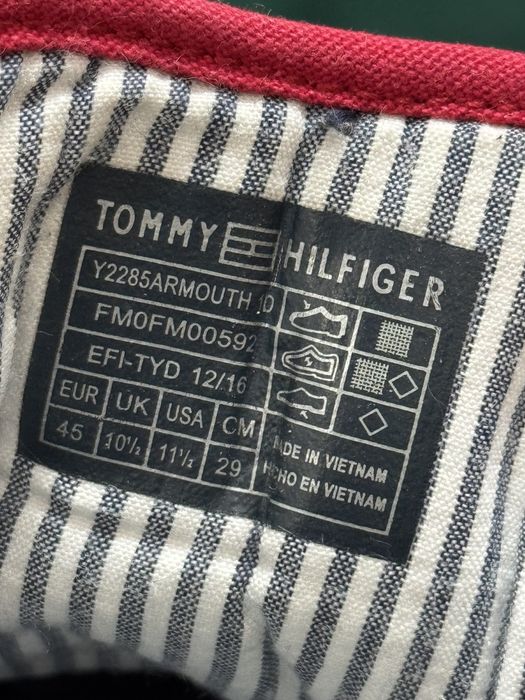 TOMMY HILFIGER
Y2285ARMOUTH
FM0FM00592
EFI-TYD 12/16
EUR UK USA CM
45 10½ 11½ 29
MADE IN VIETNAM
HECHO EN VIETNAM